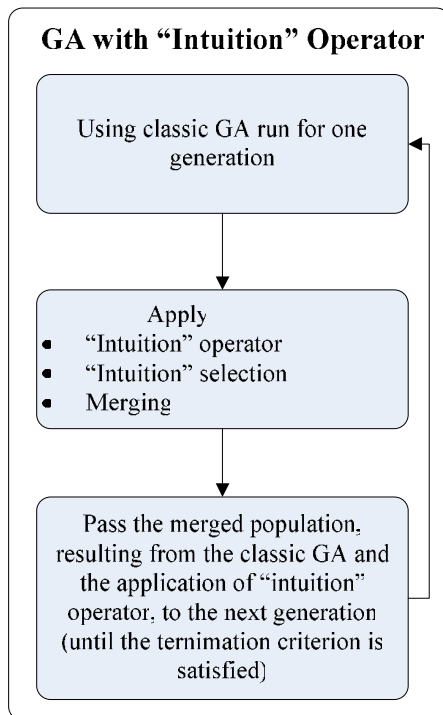 GA with “Intuition” Operator
Using classic GA run for one
generation
Apply
• “Intuition” operator
• “Intuition” selection
• Merging
Pass the merged population,
resulting from the classic GA and
the application of “intuition”
operator, to the next generation
(until the ternimation criterion is
satisfied)